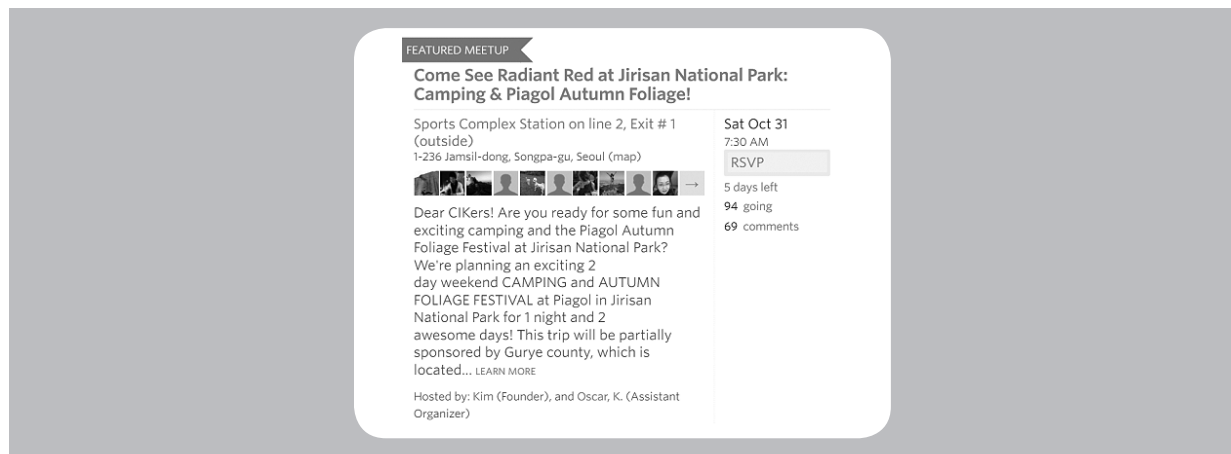 FEATURED MEETUP
Come See Radiant Red at Jirisan National Park:
Camping & Piagol Autumn Foliage!
Sports Complex Station on line 2, Exit # 1
(outside)
1-236 Jamsil-dong, Songpa-gu, Seoul (map)
→
Dear CIKers! Are you ready for some fun and
exciting camping and the Piagol Autumn
Foliage Festival at Jirisan National Park?
We're planning an exciting 2
day weekend CAMPING and AUTUMN
FOLIAGE FESTIVAL at Piagol in Jirisan
National Park for 1 night and 2
awesome days! This trip will be partially
sponsored by Gurye county, which is
located... LEARN MORE
Hosted by: Kim (Founder), and Oscar, K. (Assistant
Organizer)
Sat Oct 31
7:30 AM
RSVP
5 days left
94 going
69 comments